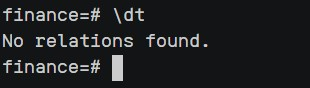 finance=# \dt
No relations found.
finance=#